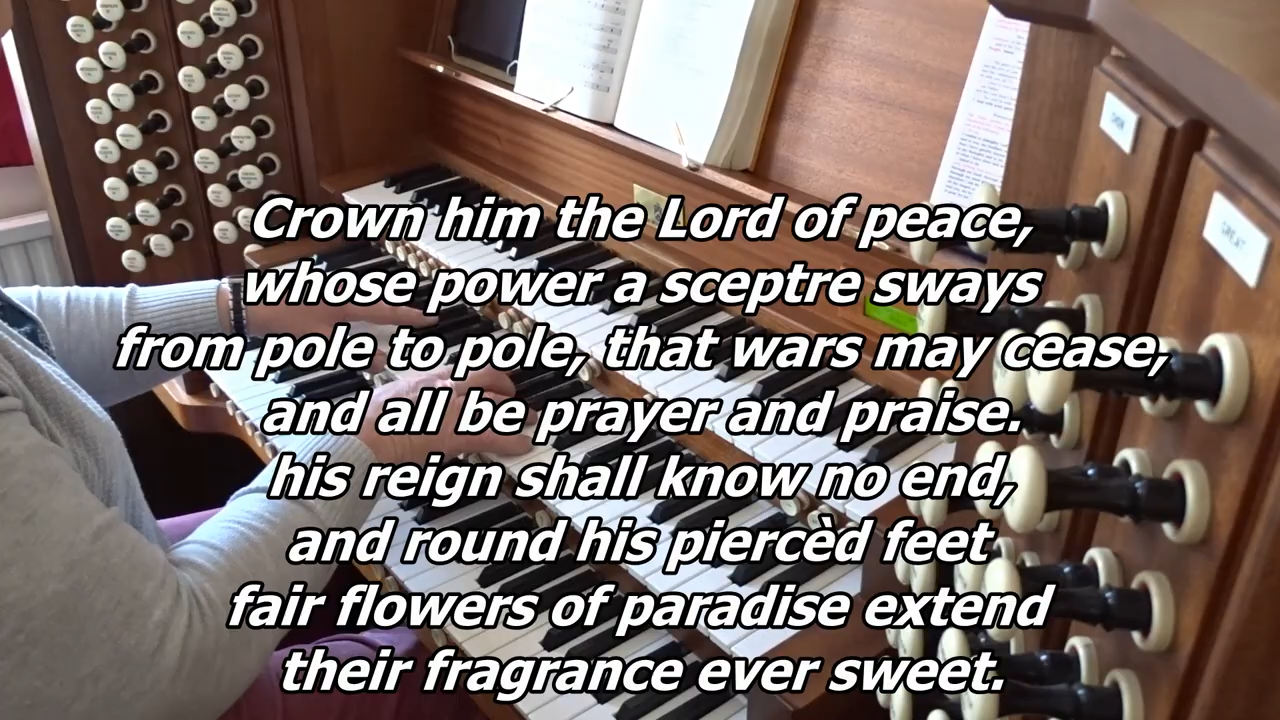 Crown him the Lord of peace,
whose power a sceptre sways
from pole to pole, that wars may cease,
and all be prayer and praise.
his reign shall know no end,
and round his piercèd feet
fair flowers of paradise extend
their fragrance ever sweet.
GREAT